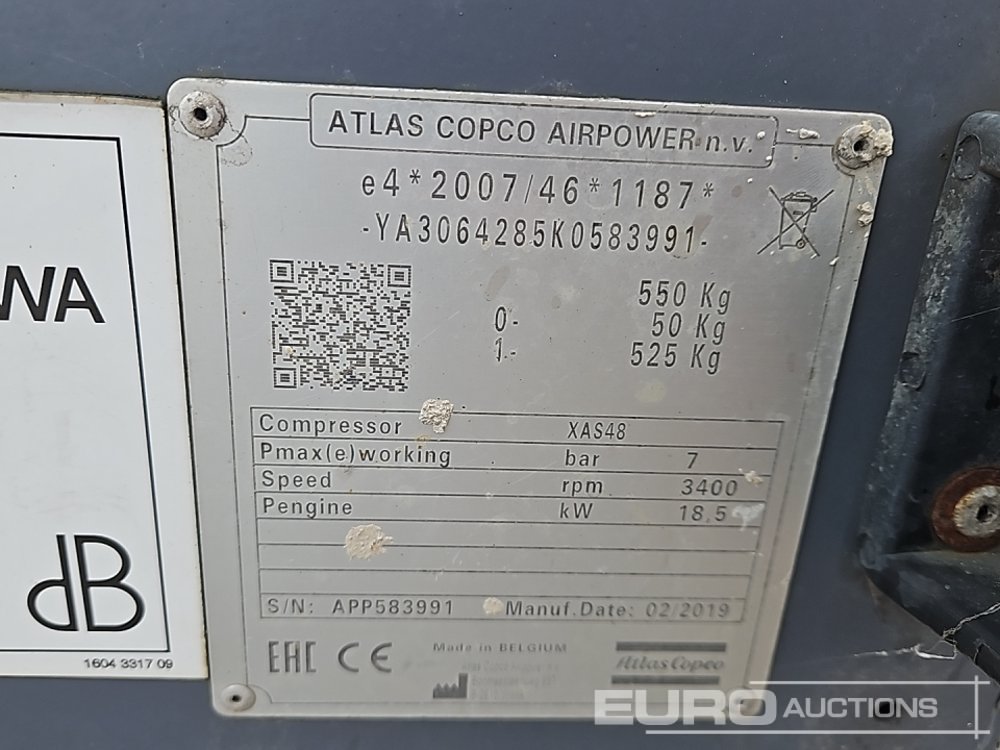 WA
dB
1604 3317 09
ATLAS COPCO AIRPOWER n.v.
e4*2007/46*1187*
-YA3064285K0583991-
550 Kg
0- 50 Kg
1.- 525 Kg
Compressor XAS48
Pmax(e)working bar 7
Speed rpm 3400
Pengine kW 18,5
S/N: APP583991 Manuf.Date: 02/2019
EAC CE Made in BELGIUM
Atlas Copco
EURO AUCTIONS